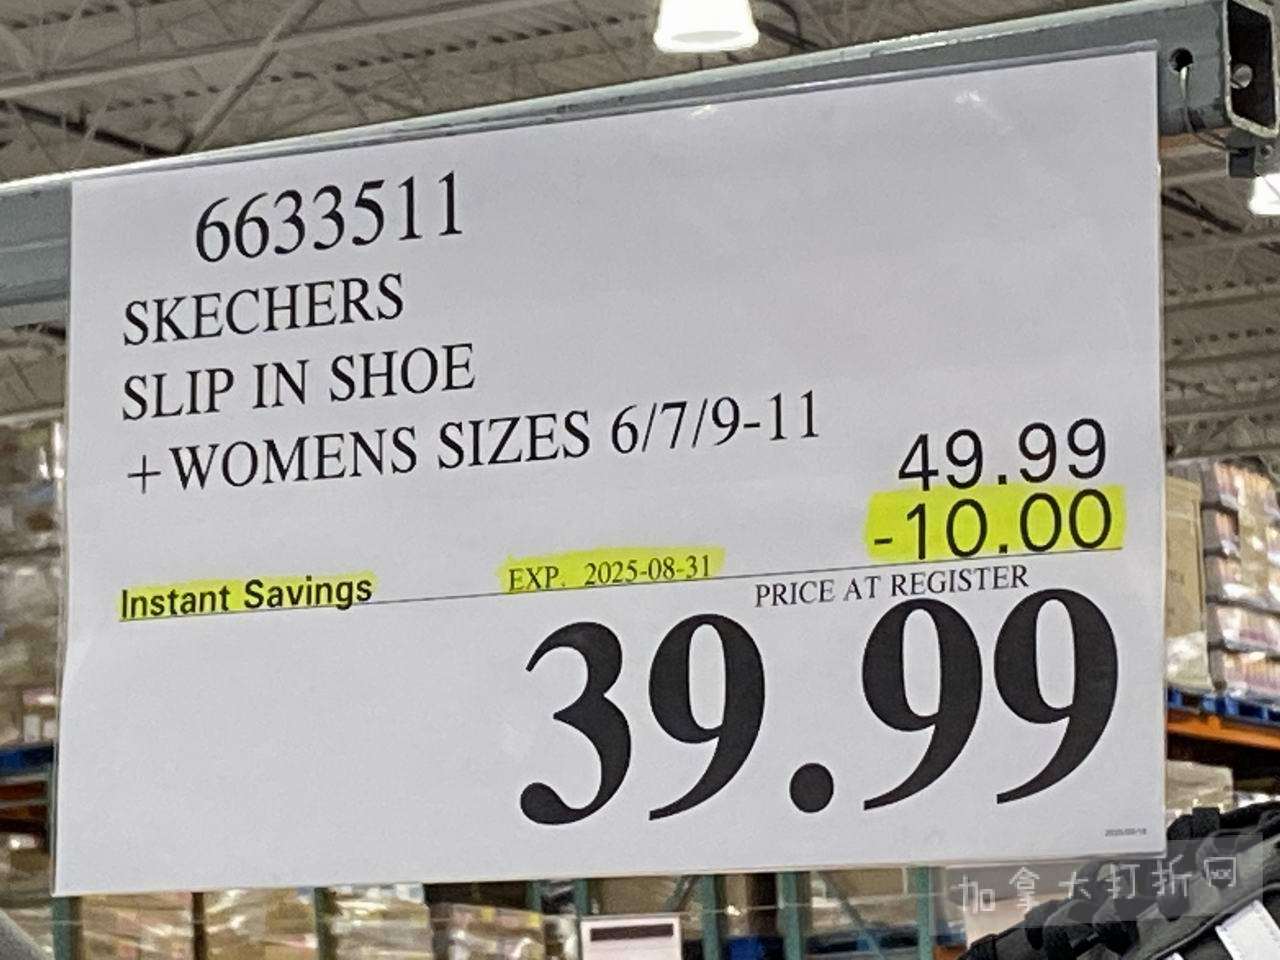 6633511
SKECHERS
SLIP IN SHOE
+WOMENS SIZES 6/7/9-11
49.99
-10.00
Instant Savings EXP. 2025-08-31
PRICE AT REGISTER
39.99
加拿大打折网